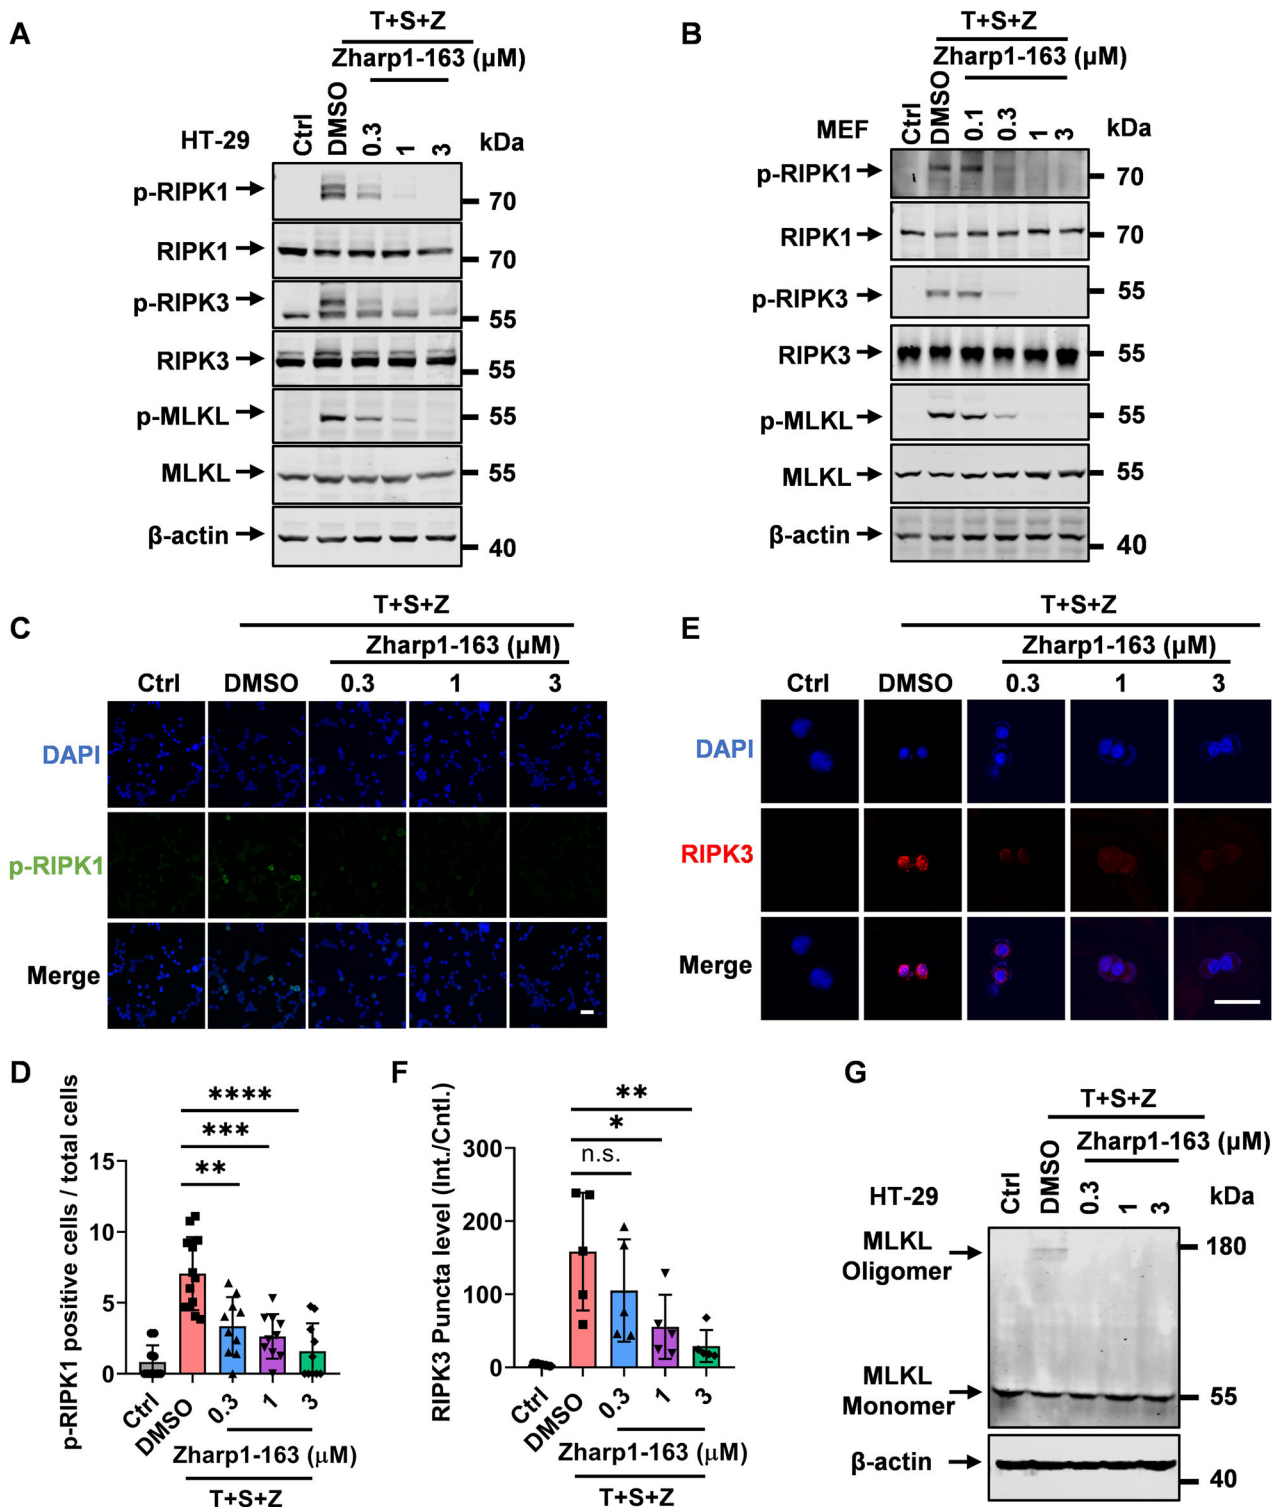 A
T+S+Z
Zharp1-163 (μM)
HT-29
Ctrl
DMSO
0.3
1
3
kDa
p-RIPK1
70
RIPK1
70
p-RIPK3
55
RIPK3
55
p-MLKL
55
MLKL
55
β-actin
40
B
T+S+Z
Zharp1-163 (μM)
MEF
Ctrl
DMSO
0.1
0.3
1
3
kDa
p-RIPK1
70
RIPK1
70
p-RIPK3
55
RIPK3
55
p-MLKL
55
MLKL
55
β-actin
40
C
T+S+Z
Zharp1-163 (μM)
Ctrl
DMSO
0.3
1
3
DAPI
p-RIPK1
Merge
E
T+S+Z
Zharp1-163 (μM)
Ctrl
DMSO
0.3
1
3
DAPI
RIPK3
Merge
D
p-RIPK1 positive cells / total cells
15
10
5
0
****
***
**
Ctrl
DMSO
0.3
1
3
Zharp1-163 (μM)
T+S+Z
F
RIPK3 Puncta level (Int./Cntl.)
300
200
100
0
**
*
n.s.
Ctrl
DMSO
0.3
1
3
Zharp1-163 (μM)
T+S+Z
G
T+S+Z
Zharp1-163 (μM)
HT-29
Ctrl
DMSO
0.3
1
3
kDa
MLKL
Oligomer
180
MLKL
Monomer
55
β-actin
40